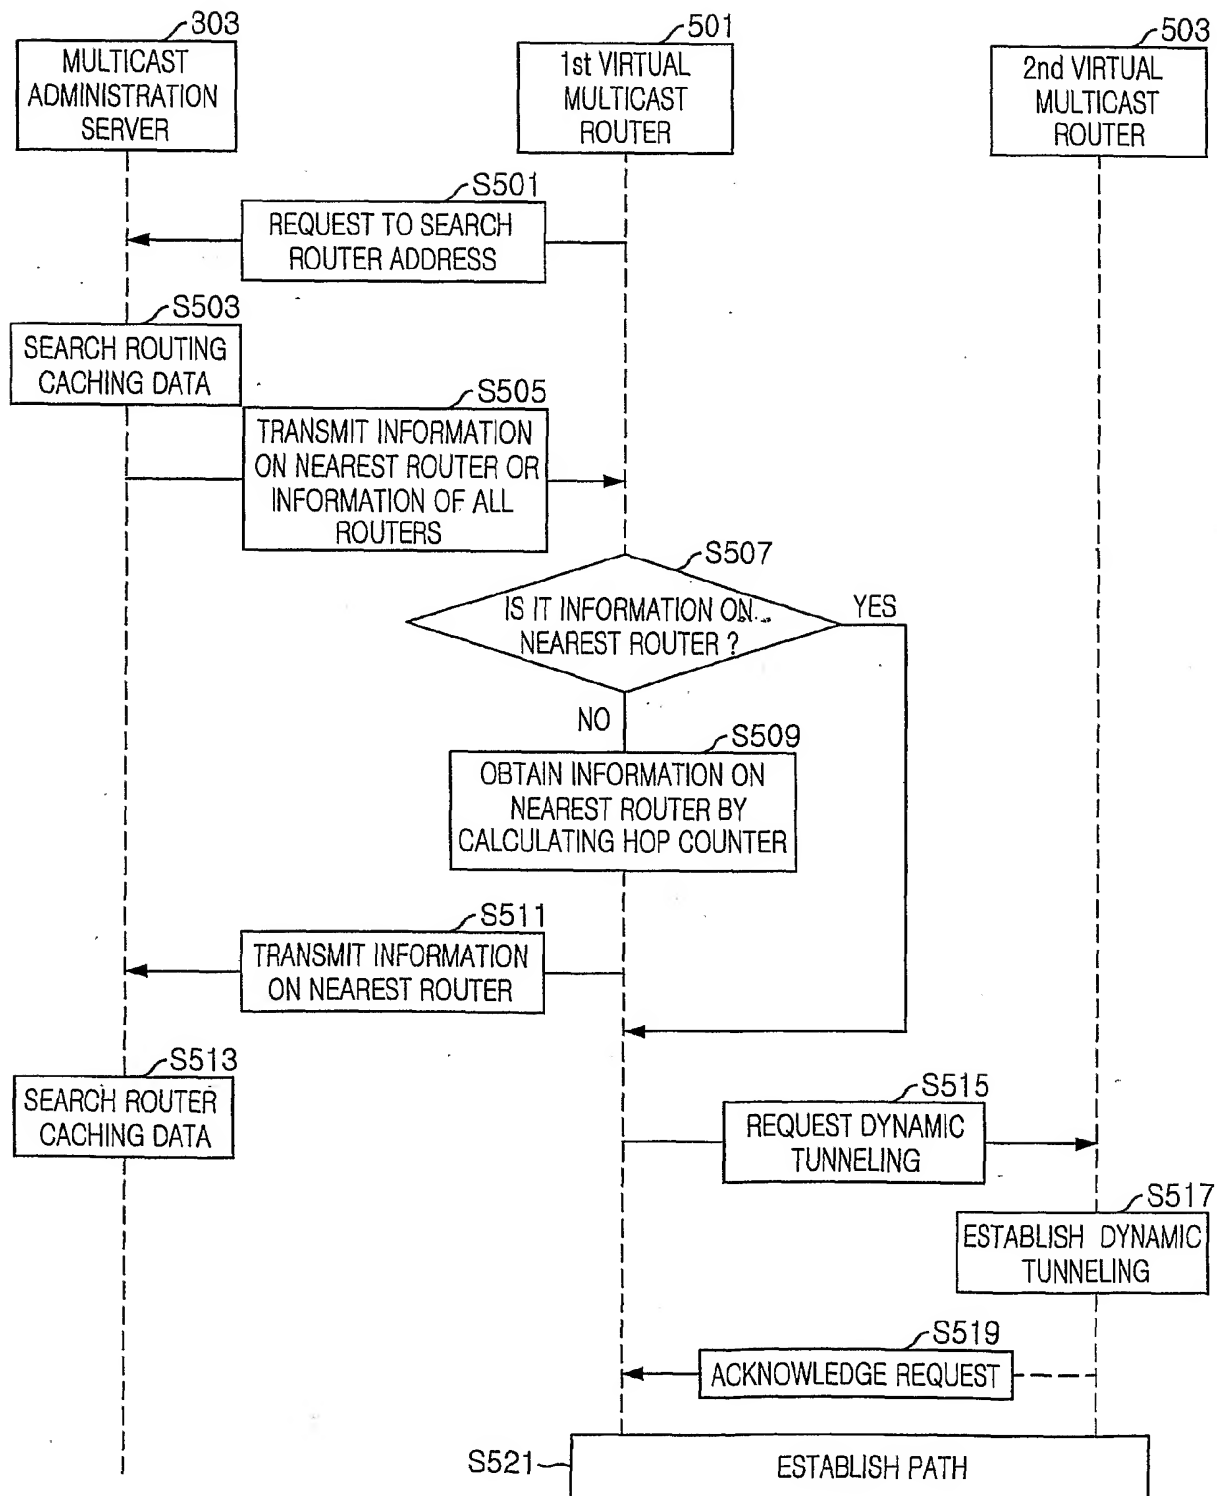 303
MULTICAST
ADMINISTRATION
SERVER
501
1st VIRTUAL
MULTICAST
ROUTER
503
2nd VIRTUAL
MULTICAST
ROUTER
S501
REQUEST TO SEARCH
ROUTER ADDRESS
S503
SEARCH ROUTING
CACHING DATA
S505
TRANSMIT INFORMATION
ON NEAREST ROUTER OR
INFORMATION OF ALL
ROUTERS
S507
IS IT INFORMATION ON
NEAREST ROUTER ?
YES
NO
S509
OBTAIN INFORMATION ON
NEAREST ROUTER BY
CALCULATING HOP COUNTER
S511
TRANSMIT INFORMATION
ON NEAREST ROUTER
S513
SEARCH ROUTER
CACHING DATA
S515
REQUEST DYNAMIC
TUNNELING
S517
ESTABLISH DYNAMIC
TUNNELING
S519
ACKNOWLEDGE REQUEST
S521
ESTABLISH PATH